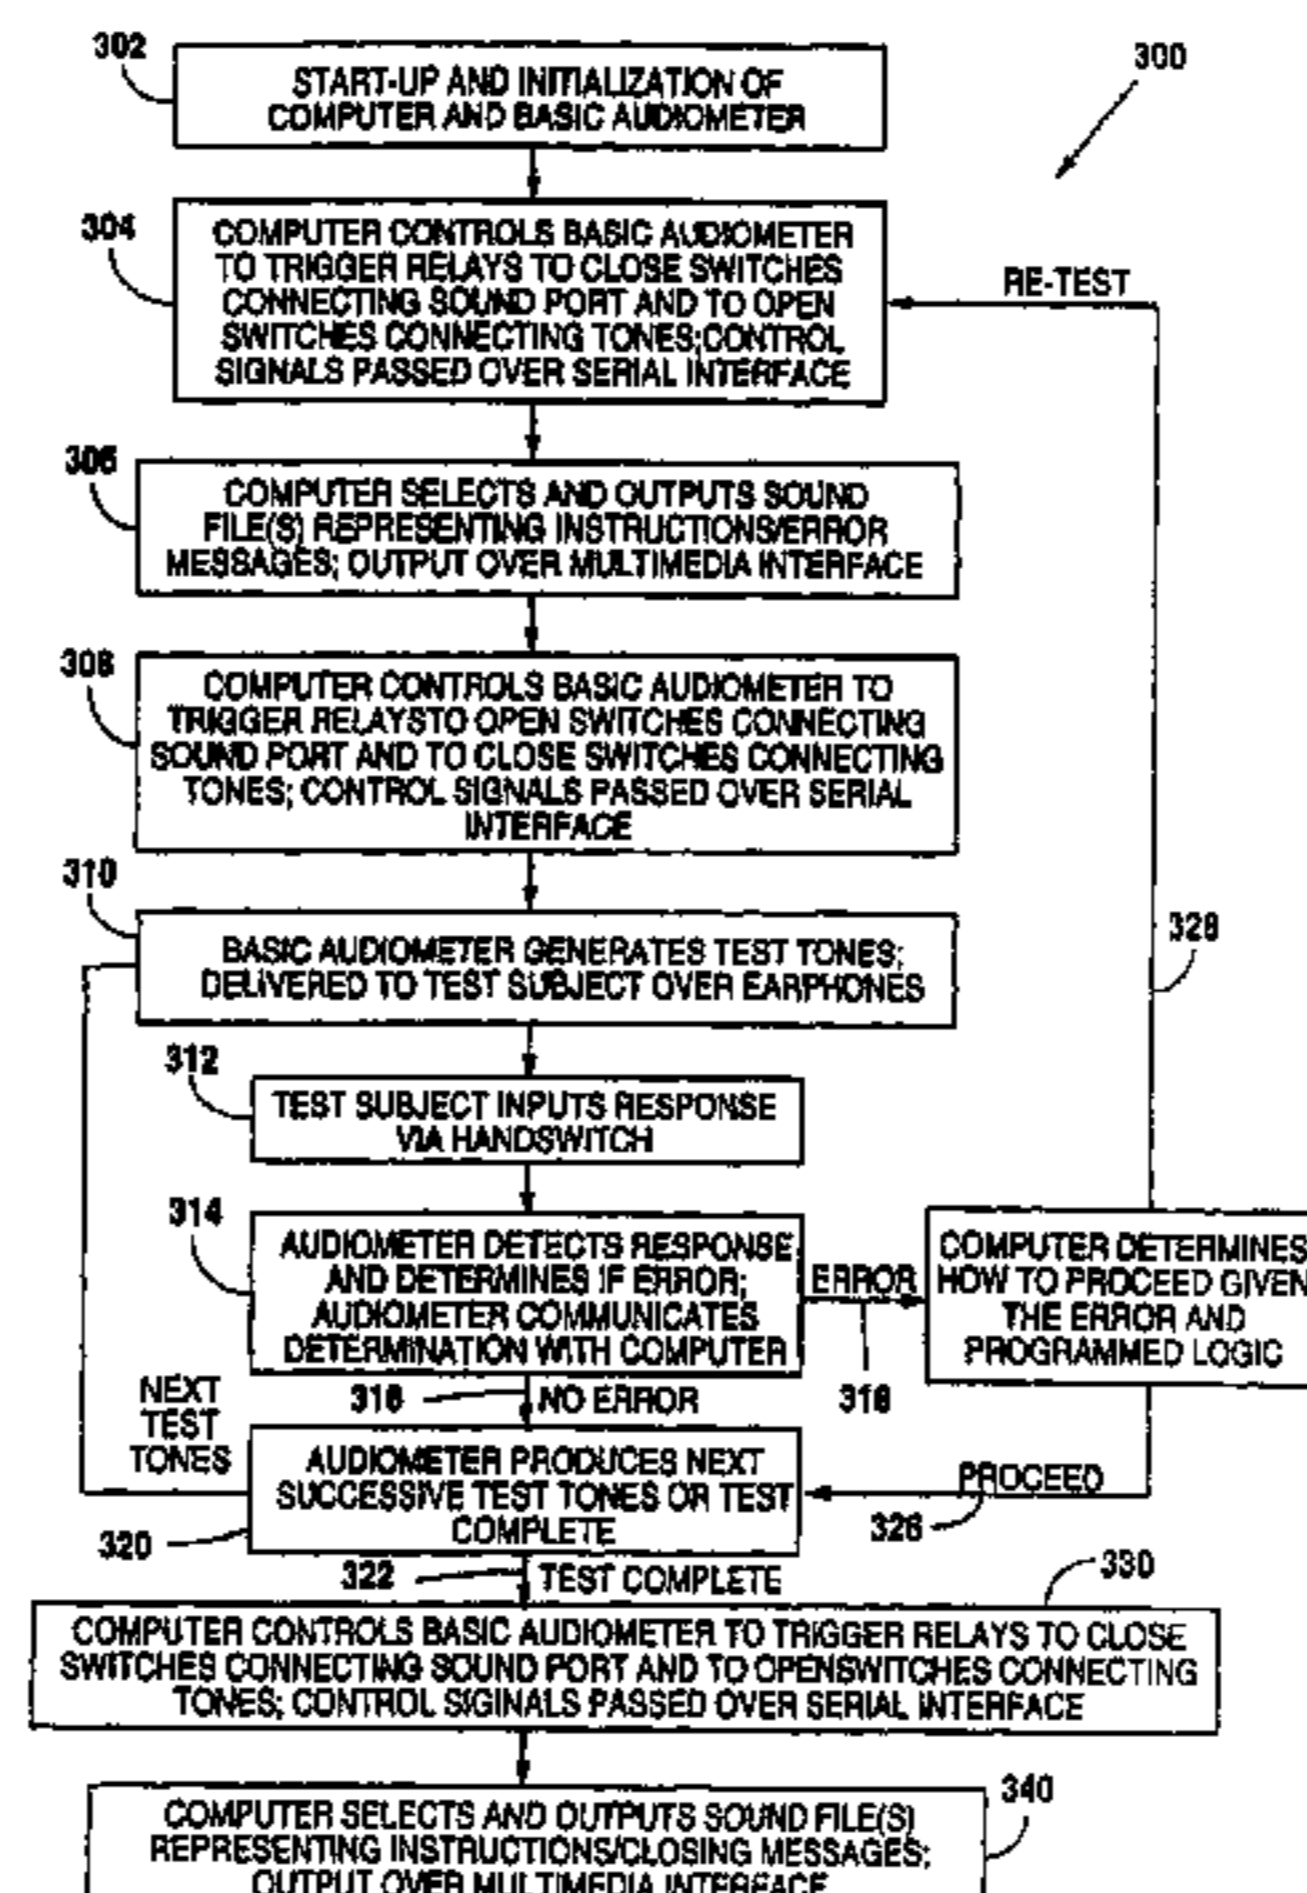 302
300
START-UP AND INITIALIZATION OF
COMPUTER AND BASIC AUDIOMETER
304
COMPUTER CONTROLS BASIC AUDIOMETER
TO TRIGGER RELAYS TO CLOSE SWITCHES
CONNECTING SOUND PORT AND TO OPEN
SWITCHES CONNECTING TONES;CONTROL
SIGNALS PASSED OVER SERIAL INTERFACE
RE-TEST
306
COMPUTER SELECTS AND OUTPUTS SOUND
FILE(S) REPRESENTING INSTRUCTIONS/ERROR
MESSAGES; OUTPUT OVER MULTIMEDIA INTERFACE
308
COMPUTER CONTROLS BASIC AUDIOMETER TO
TRIGGER RELAYSTO OPEN SWITCHES CONNECTING
SOUND PORT AND TO CLOSE SWITCHES CONNECTING
TONES; CONTROL SIGNALS PASSED OVER SERIAL
INTERFACE
310
BASIC AUDIOMETER GENERATES TEST TONES;
DELIVERED TO TEST SUBJECT OVER EARPHONES
328
312
TEST SUBJECT INPUTS RESPONSE
VIA HANDSWITCH
314
AUDIOMETER DETECTS RESPONSE
AND DETERMINES IF ERROR;
AUDIOMETER COMMUNICATES
DETERMINATION WITH COMPUTER
ERROR
COMPUTER DETERMINES
HOW TO PROCEED GIVEN
THE ERROR AND
PROGRAMMED LOGIC
316
NO ERROR
318
NEXT
TEST
TONES
AUDIOMETER PRODUCES NEXT
SUCCESSIVE TEST TONES OR TEST
COMPLETE
PROCEED
326
320
322
TEST COMPLETE
330
COMPUTER CONTROLS BASIC AUDIOMETER TO TRIGGER RELAYS TO CLOSE
SWITCHES CONNECTING SOUND PORT AND TO OPENSWITCHES CONNECTING
TONES; CONTROL SIGINALS PASSED OVER SERIAL INTERFACE
340
COMPUTER SELECTS AND OUTPUTS SOUND FILE(S)
REPRESENTING INSTRUCTIONS/CLOSING MESSAGES;
OUTPUT OVER MULTIMEDIA INTERFACE